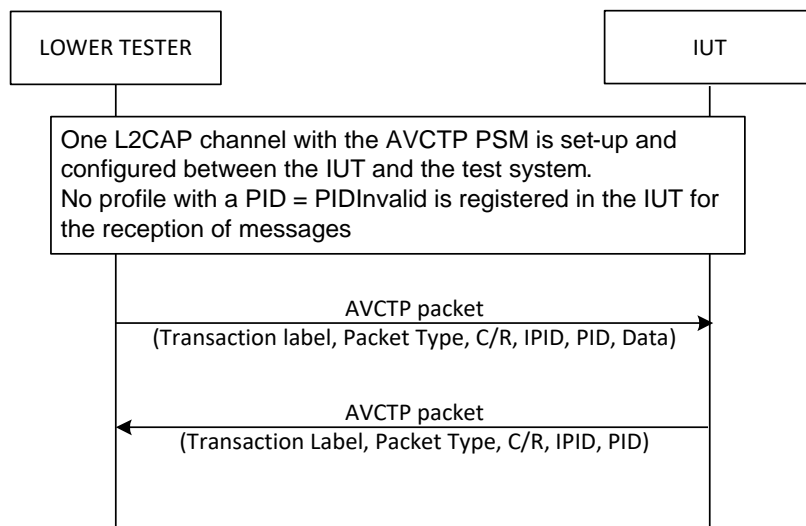 LOWER TESTER
IUT
One L2CAP channel with the AVCTP PSM is set-up and
configured between the IUT and the test system.
No profile with a PID = PIDInvalid is registered in the IUT for
the reception of messages
AVCTP packet
(Transaction label, Packet Type, C/R, IPID, PID, Data)
AVCTP packet
(Transaction Label, Packet Type, C/R, IPID, PID)